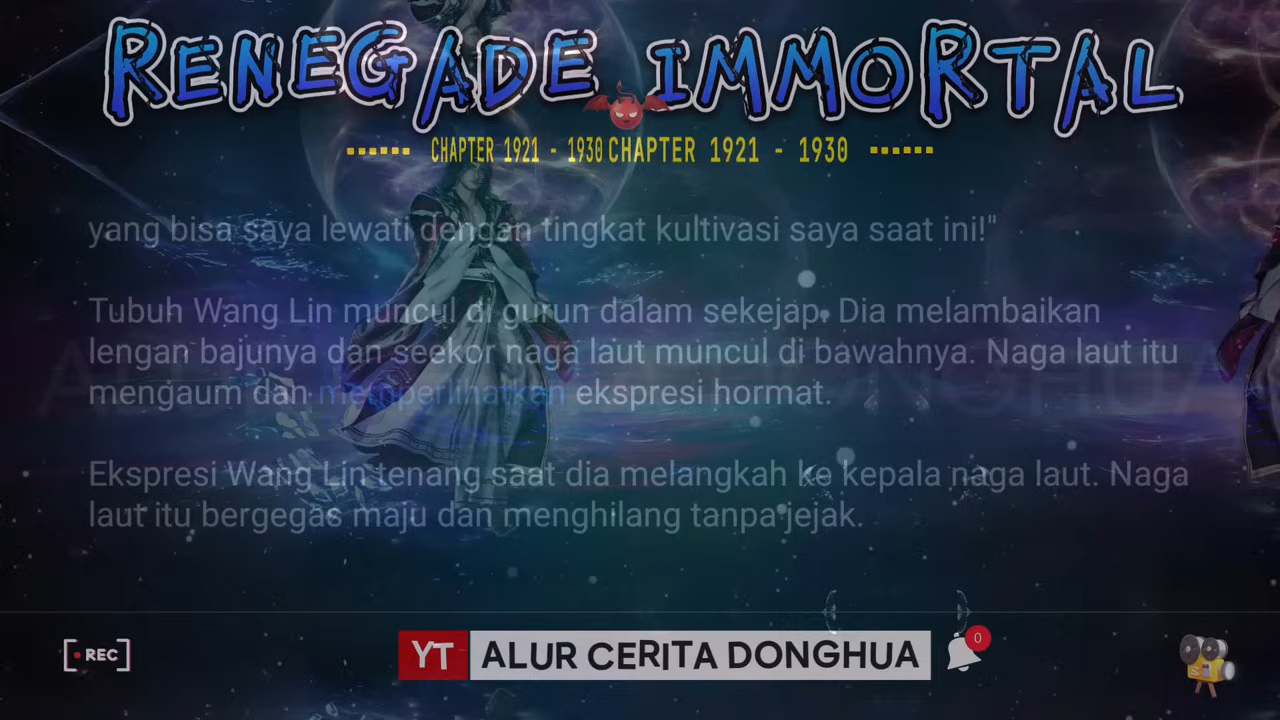 RENEGADE IMMORTAL
CHAPTER 1921 - 1930 CHAPTER 1921 - 1930
yang bisa saya lewati dengan tingkat kultivasi saya saat ini!"
Tubuh Wang Lin muncul di gurun dalam sekejap. Dia melambaikan
lengan bajunya dan seekor naga laut muncul di bawahnya. Naga laut itu
mengaum dan memperlihatkan ekspresi hormat.
Ekspresi Wang Lin tenang saat dia melangkah ke kepala naga laut. Naga
laut itu bergegas maju dan menghilang tanpa jejak.
REC
YT ALUR CERITA DONGHUA
0